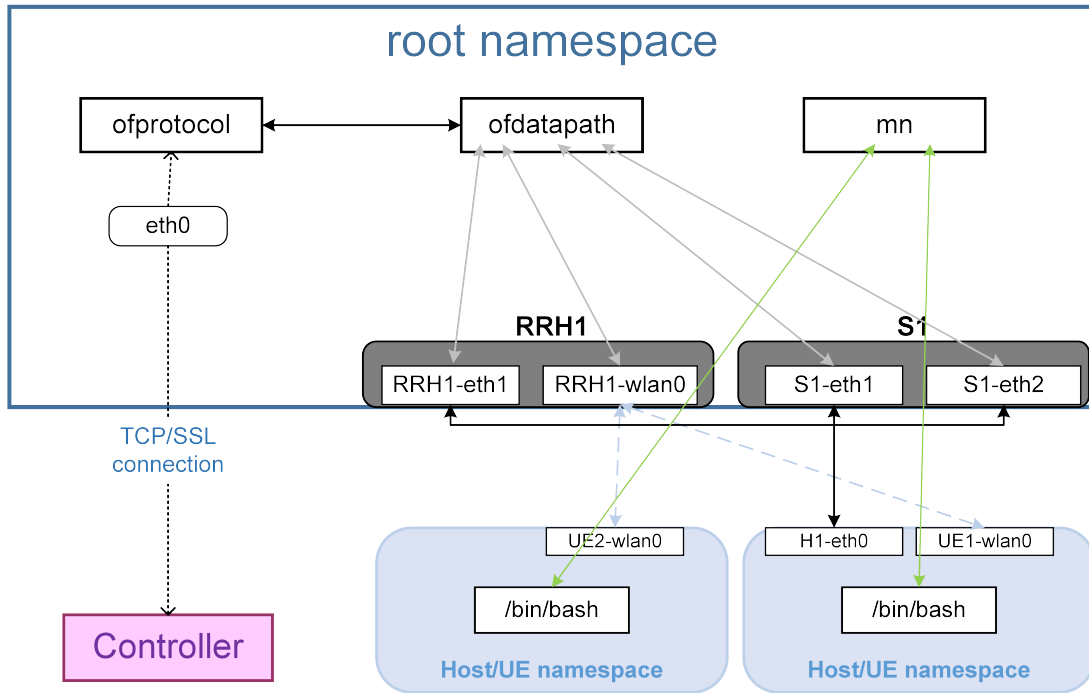 root namespace
ofprotocol
ofdatapath
mn
eth0
RRH1
S1
RRH1-eth1
RRH1-wlan0
S1-eth1
S1-eth2
TCP/SSL
connection
UE2-wlan0
H1-eth0
UE1-wlan0
/bin/bash
/bin/bash
Controller
Host/UE namespace
Host/UE namespace